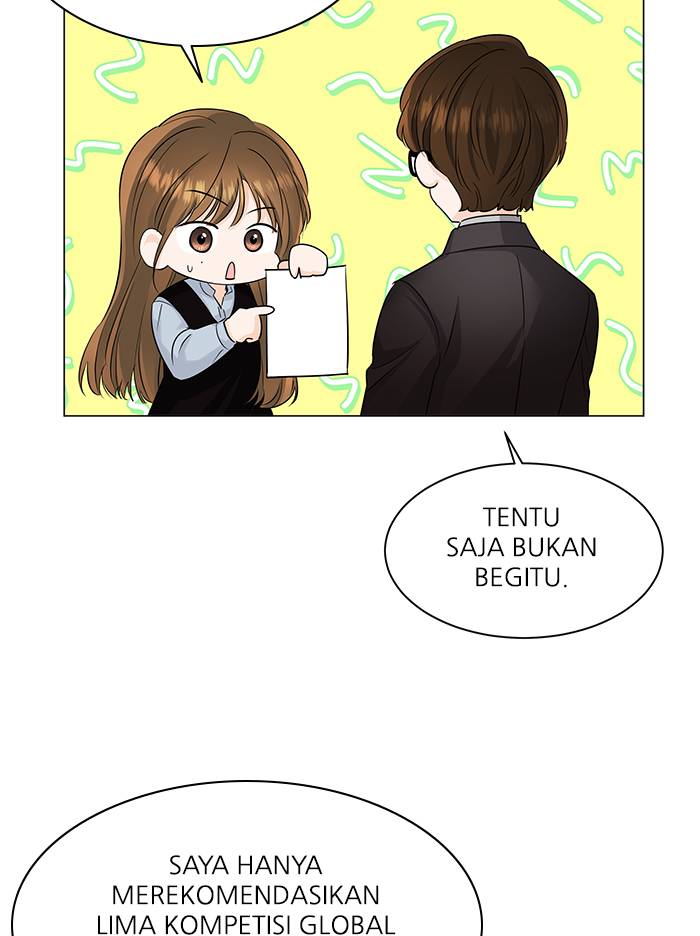 TENTU
SAJA BUKAN
BEGITU.
SAYA HANYA
MEREKOMENDASIKAN
LIMA KOMPETISI GLOBAL